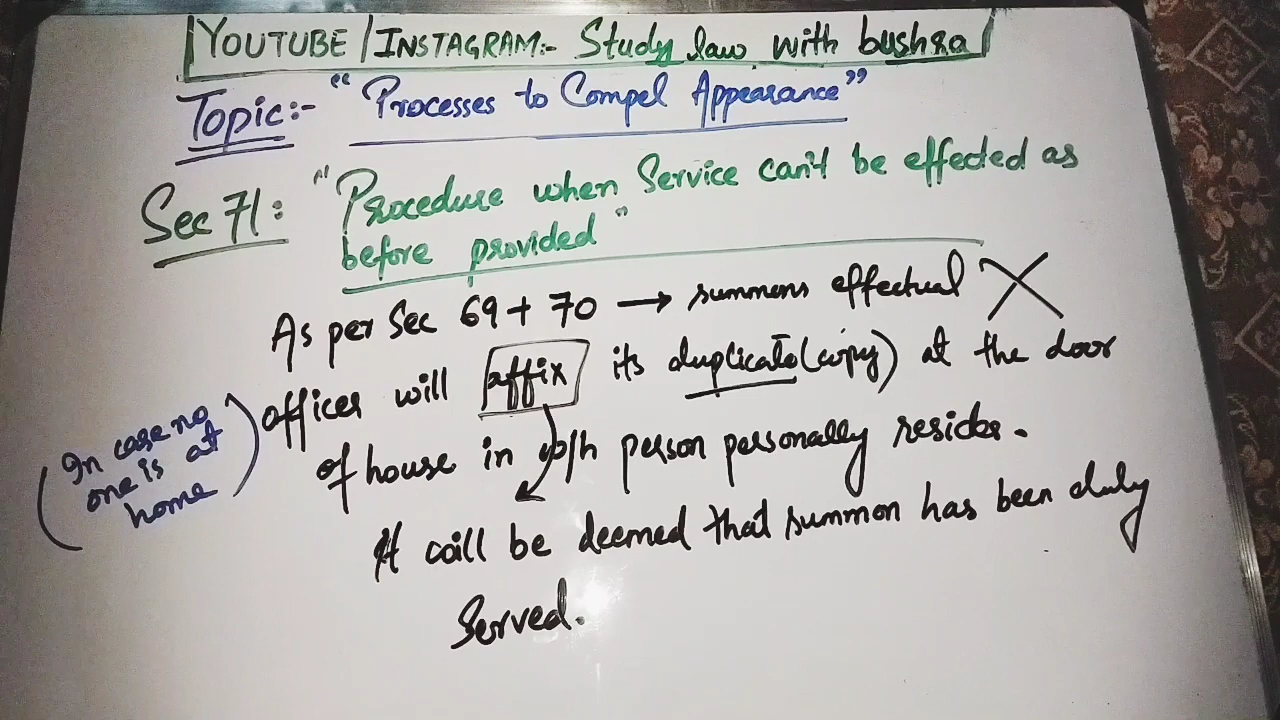 YOUTUBE/INSTAGRAM:- Study law with bushra
Topic:- "Processes to Compel Appearance"
Sec 71: "Procedure when Service can't be effected as
before provided"
As per Sec 69 + 70 → summons effectual X
officer will affix its duplicate (copy) at the door
of house in w/h person personally resides.
(In case no
one is at
home)
It will be deemed that summon has been duly
Served.